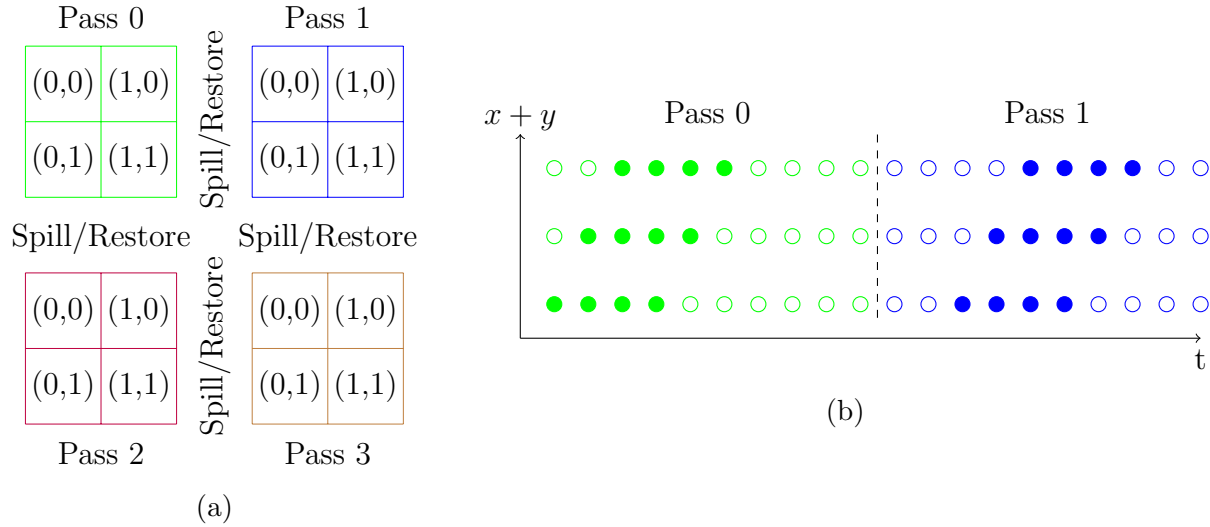 Pass 0
Pass 1
(0,0) (1,0)
(0,1) (1,1)
Spill/Restore
(0,0) (1,0)
(0,1) (1,1)
Spill/Restore
Spill/Restore
(0,0) (1,0)
(0,1) (1,1)
Spill/Restore
(0,0) (1,0)
(0,1) (1,1)
Pass 2
Pass 3
(a)
x + y
Pass 0
Pass 1
t
(b)